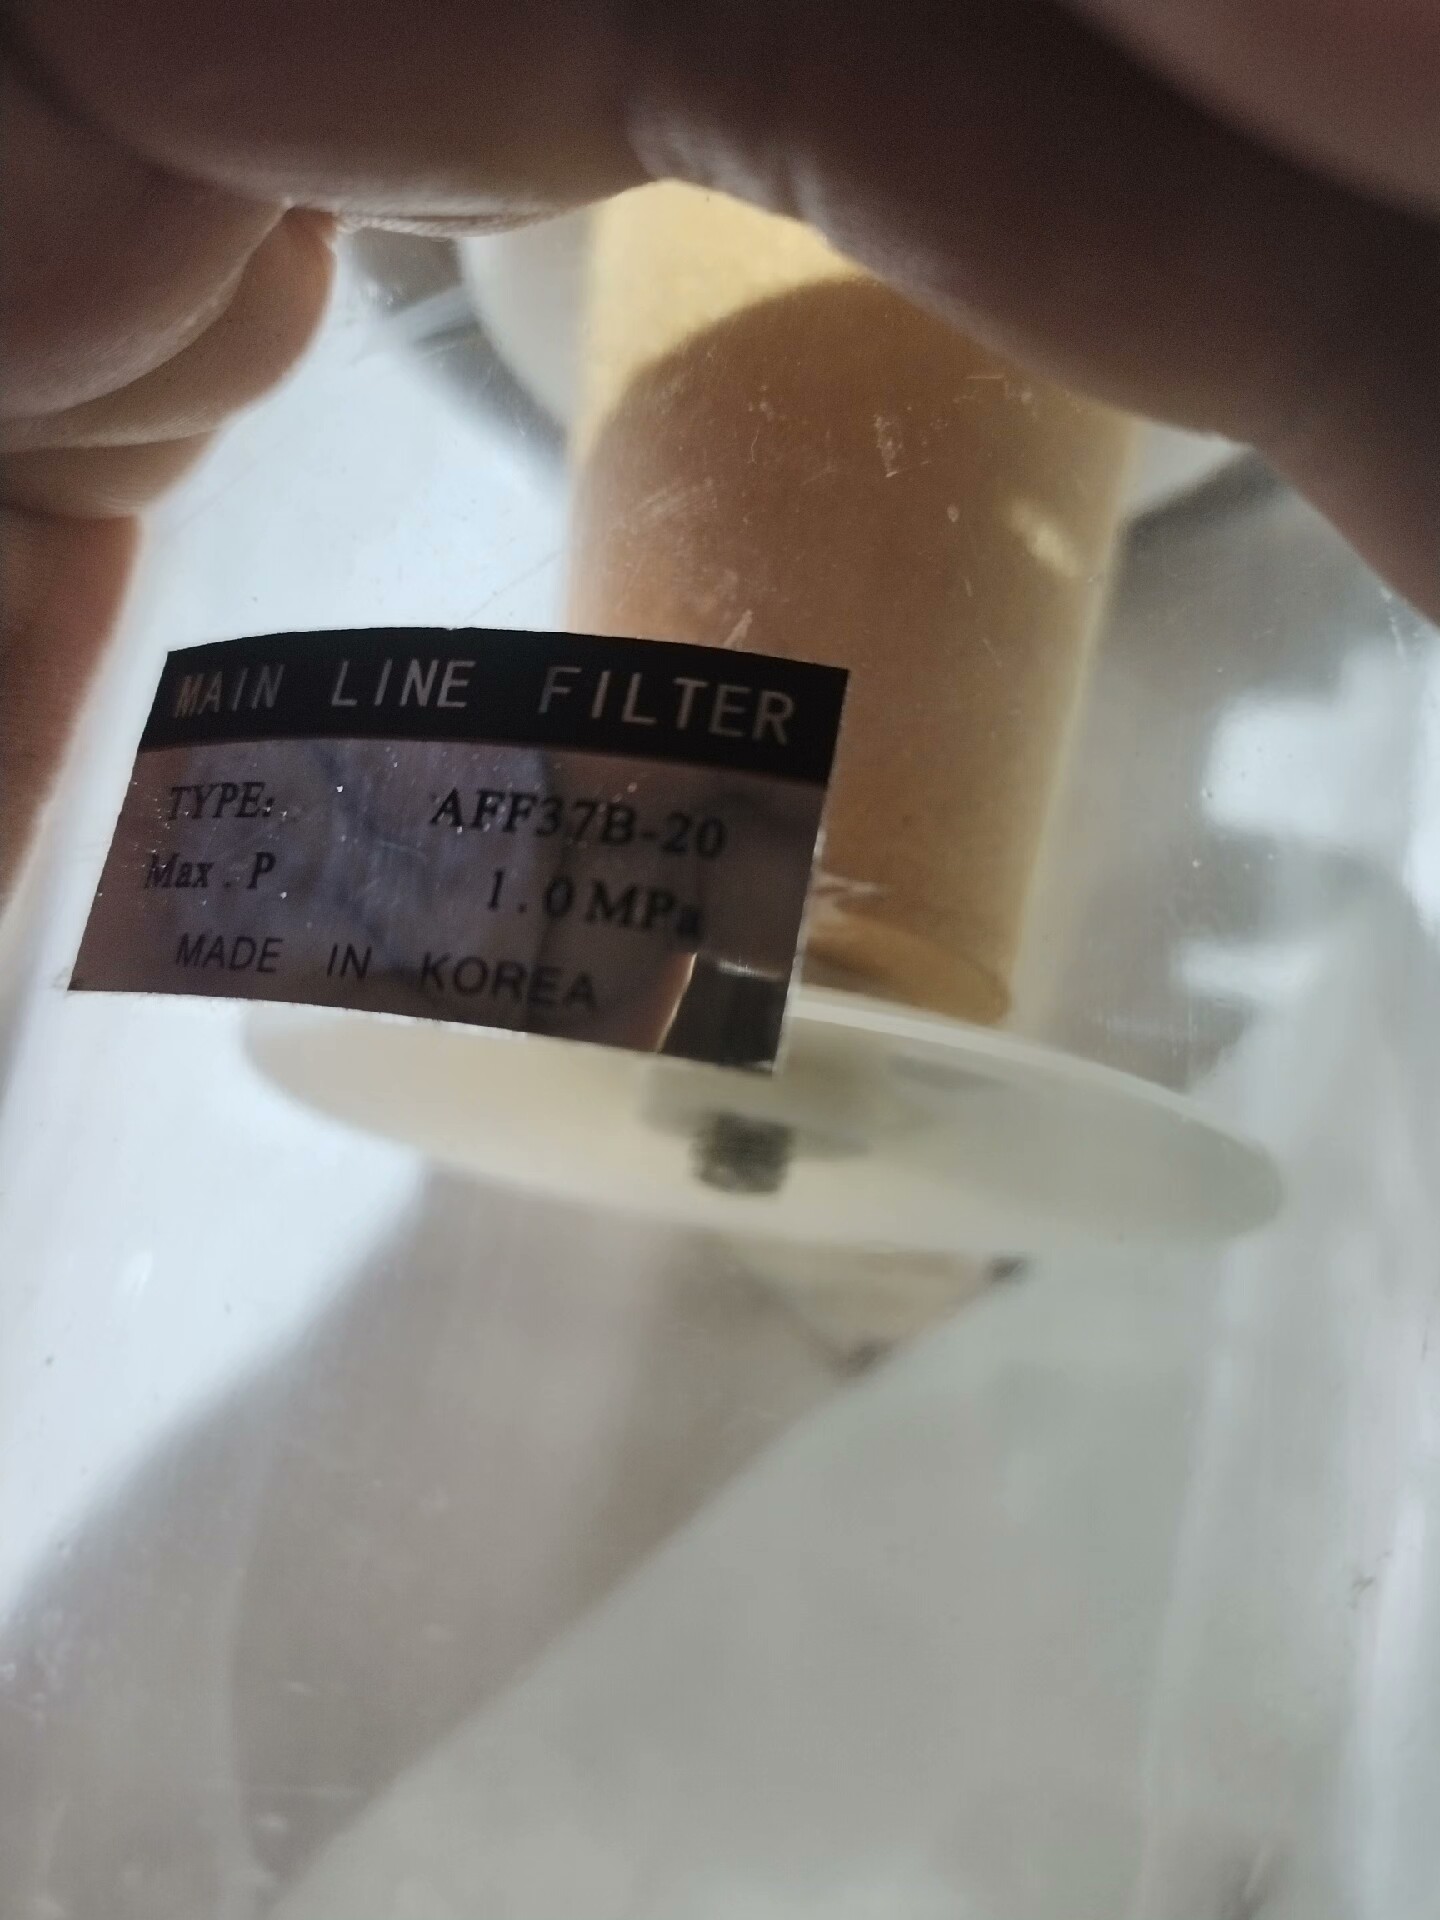 MAIN LINE FILTER
TYPE: AFF37B-20
Max. P 1.0MPa
MADE IN KOREA